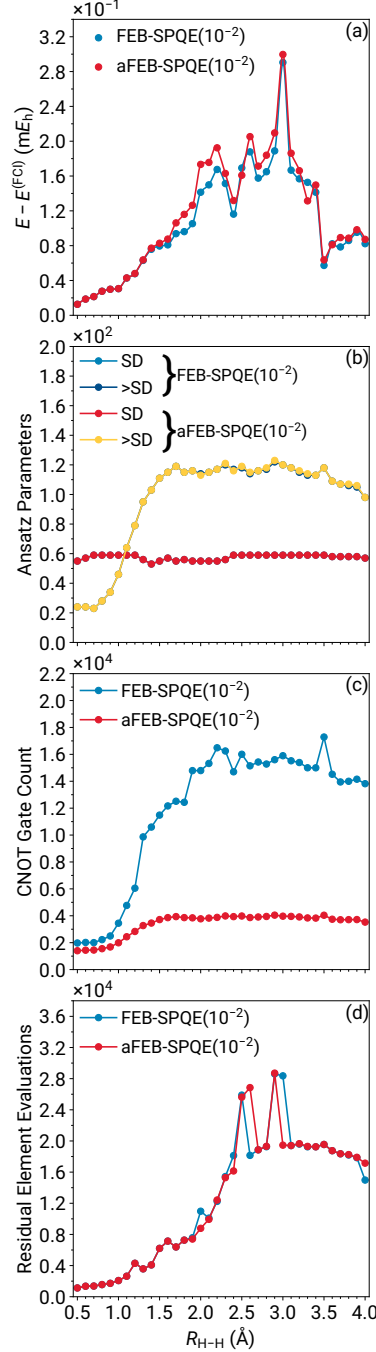 ×10⁻¹
(a)
FEB-SPQE(10⁻²)
aFEB-SPQE(10⁻²)
E − E⁽ᶠᶜᴵ⁾ (mEₕ)
3.2
2.8
2.4
2.0
1.6
1.2
0.8
0.4
0.0
×10²
(b)
SD
>SD
FEB-SPQE(10⁻²)
SD
>SD
aFEB-SPQE(10⁻²)
Ansatz Parameters
2.0
1.8
1.6
1.4
1.2
1.0
0.8
0.6
0.4
0.2
0.0
×10⁴
(c)
FEB-SPQE(10⁻²)
aFEB-SPQE(10⁻²)
CNOT Gate Count
2.2
2.0
1.8
1.6
1.4
1.2
1.0
0.8
0.6
0.4
0.2
0.0
×10⁴
(d)
FEB-SPQE(10⁻²)
aFEB-SPQE(10⁻²)
Residual Element Evaluations
3.6
3.2
2.8
2.4
2.0
1.6
1.2
0.8
0.4
0.0
0.5 1.0 1.5 2.0 2.5 3.0 3.5 4.0
R_H–H (Å)